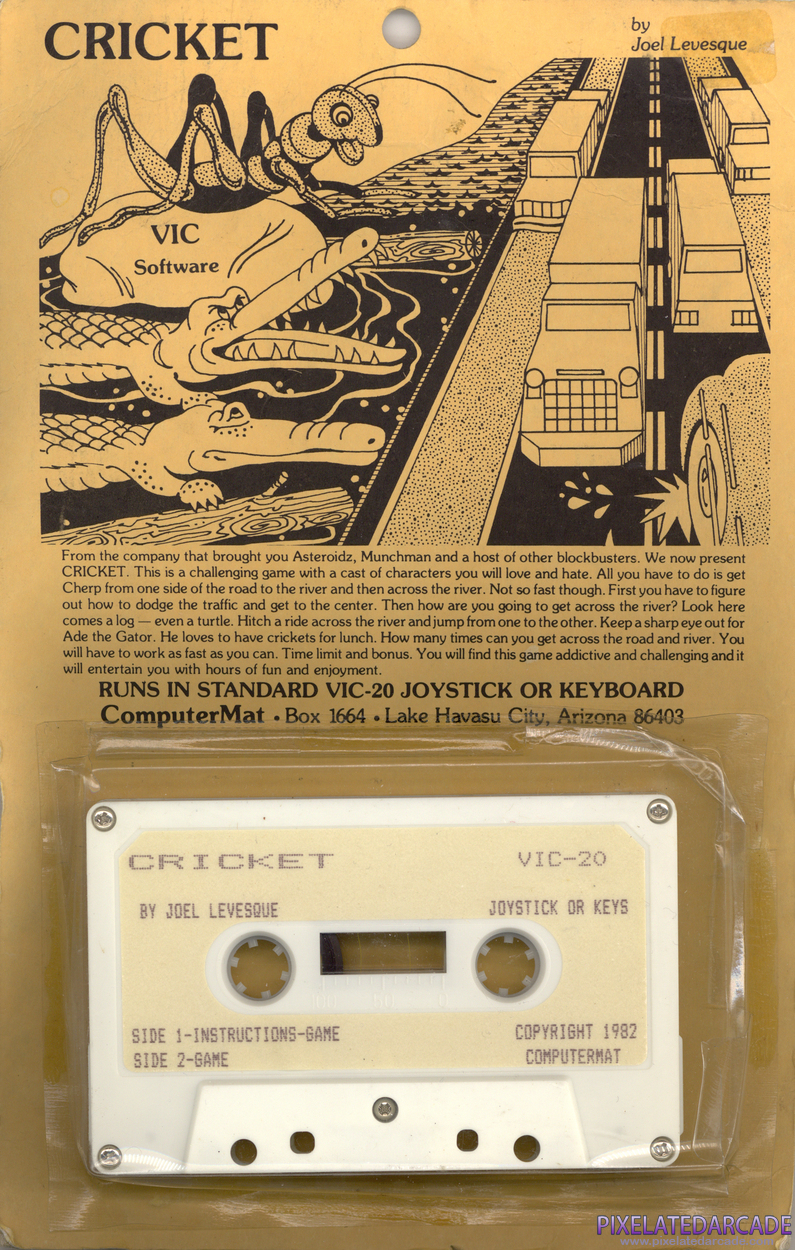 CRICKET
by
Joel Levesque
VIC
Software
From the company that brought you Asteroidz, Munchman and a host of other blockbusters. We now present
CRICKET. This is a challenging game with a cast of characters you will love and hate. All you have to do is get
Cherp from one side of the road to the river and then across the river. Not so fast though. First you have to figure
out how to dodge the traffic and get to the center. Then how are you going to get across the river? Look here
comes a log — even a turtle. Hitch a ride across the river and jump from one to the other. Keep a sharp eye out for
Ade the Gator. He loves to have crickets for lunch. How many times can you get across the road and river. You
will have to work as fast as you can. Time limit and bonus. You will find this game addictive and challenging and it
will entertain you with hours of fun and enjoyment.
RUNS IN STANDARD VIC-20 JOYSTICK OR KEYBOARD
ComputerMat • Box 1664 • Lake Havasu City, Arizona 86403
CRICKET VIC-20
BY JOEL LEVESQUE JOYSTICK OR KEYS
100 50 0
SIDE 1-INSTRUCTIONS-GAME COPYRIGHT 1982
SIDE 2-GAME COMPUTERMAT
PIXELATEDARCADE
www.pixelatedarcade.com